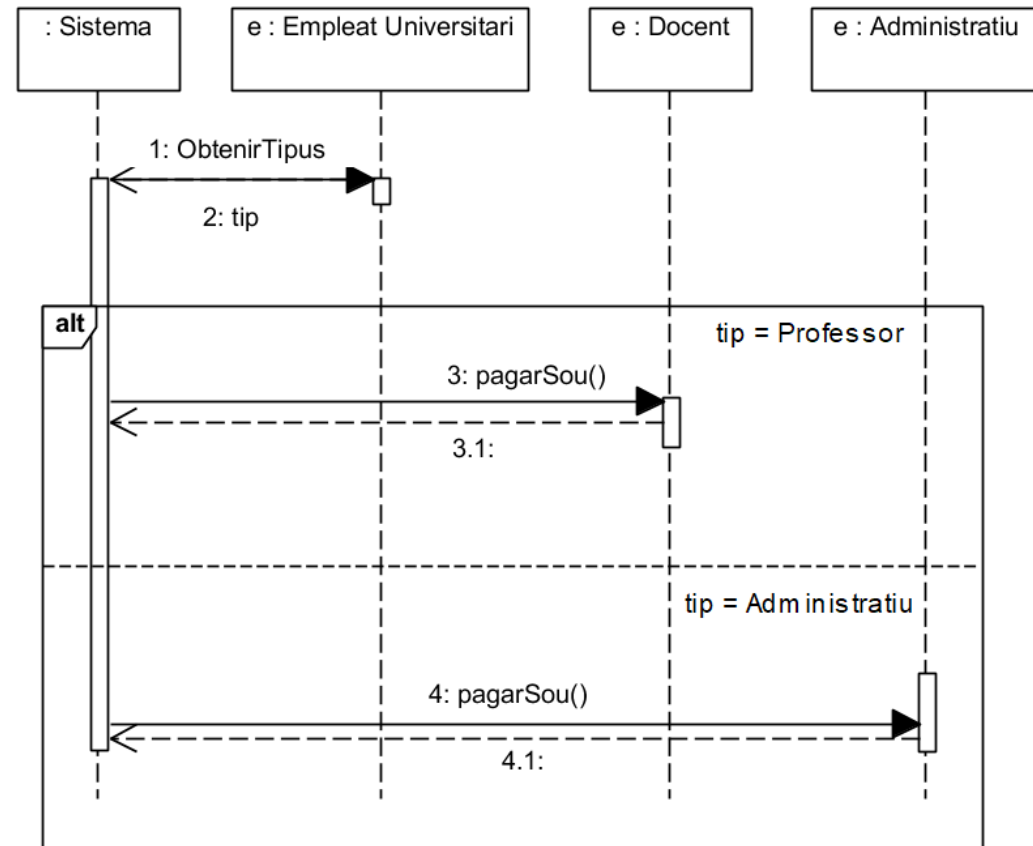 : Sistema
e : Empleat Universitari
e : Docent
e : Administratiu
1: ObtenirTipus
2: tip
alt
tip = Professor
3: pagarSou()
3.1:
tip = Administratiu
4: pagarSou()
4.1: